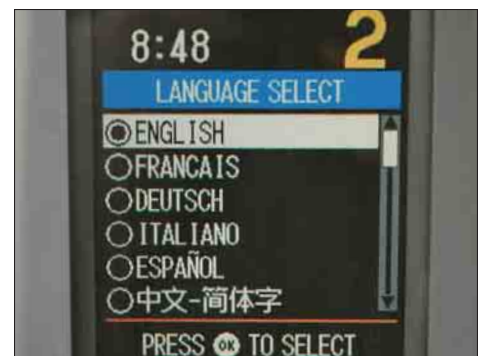 8:48
2
LANGUAGE SELECT
ENGLISH
FRANCAIS
DEUTSCH
ITALIANO
ESPAÑOL
中文-简体字
PRESS OK TO SELECT